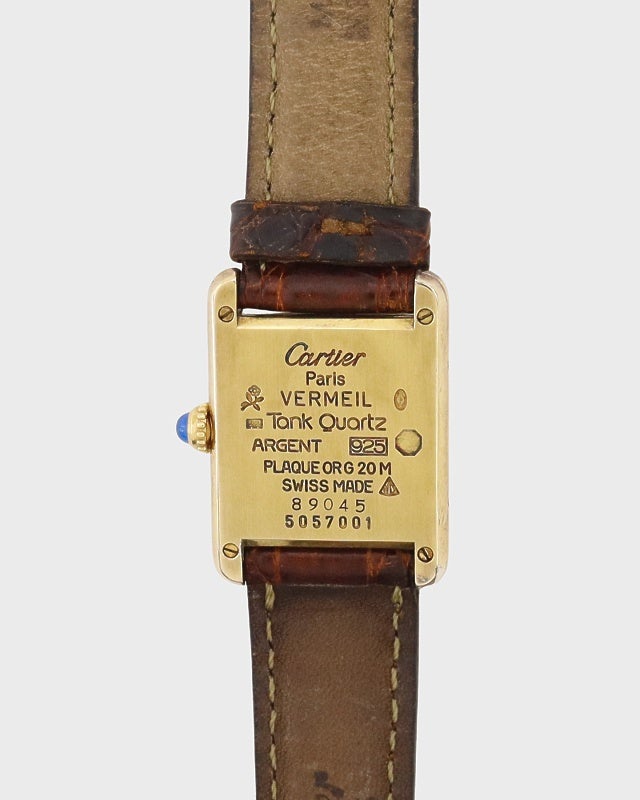 Cartier
Paris
VERMEIL
Tank Quartz
ARGENT 925
PLAQUE OR G 20 M
SWISS MADE
89045
5057001